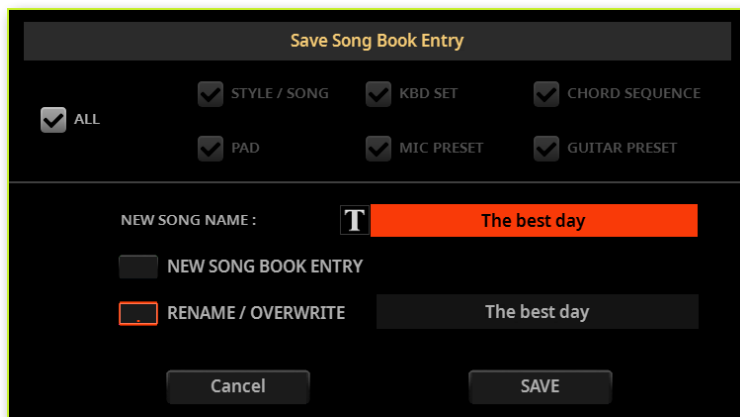 Save Song Book Entry
STYLE / SONG KBD SET CHORD SEQUENCE
ALL
PAD MIC PRESET GUITAR PRESET
NEW SONG NAME : T The best day
NEW SONG BOOK ENTRY
RENAME / OVERWRITE The best day
Cancel SAVE